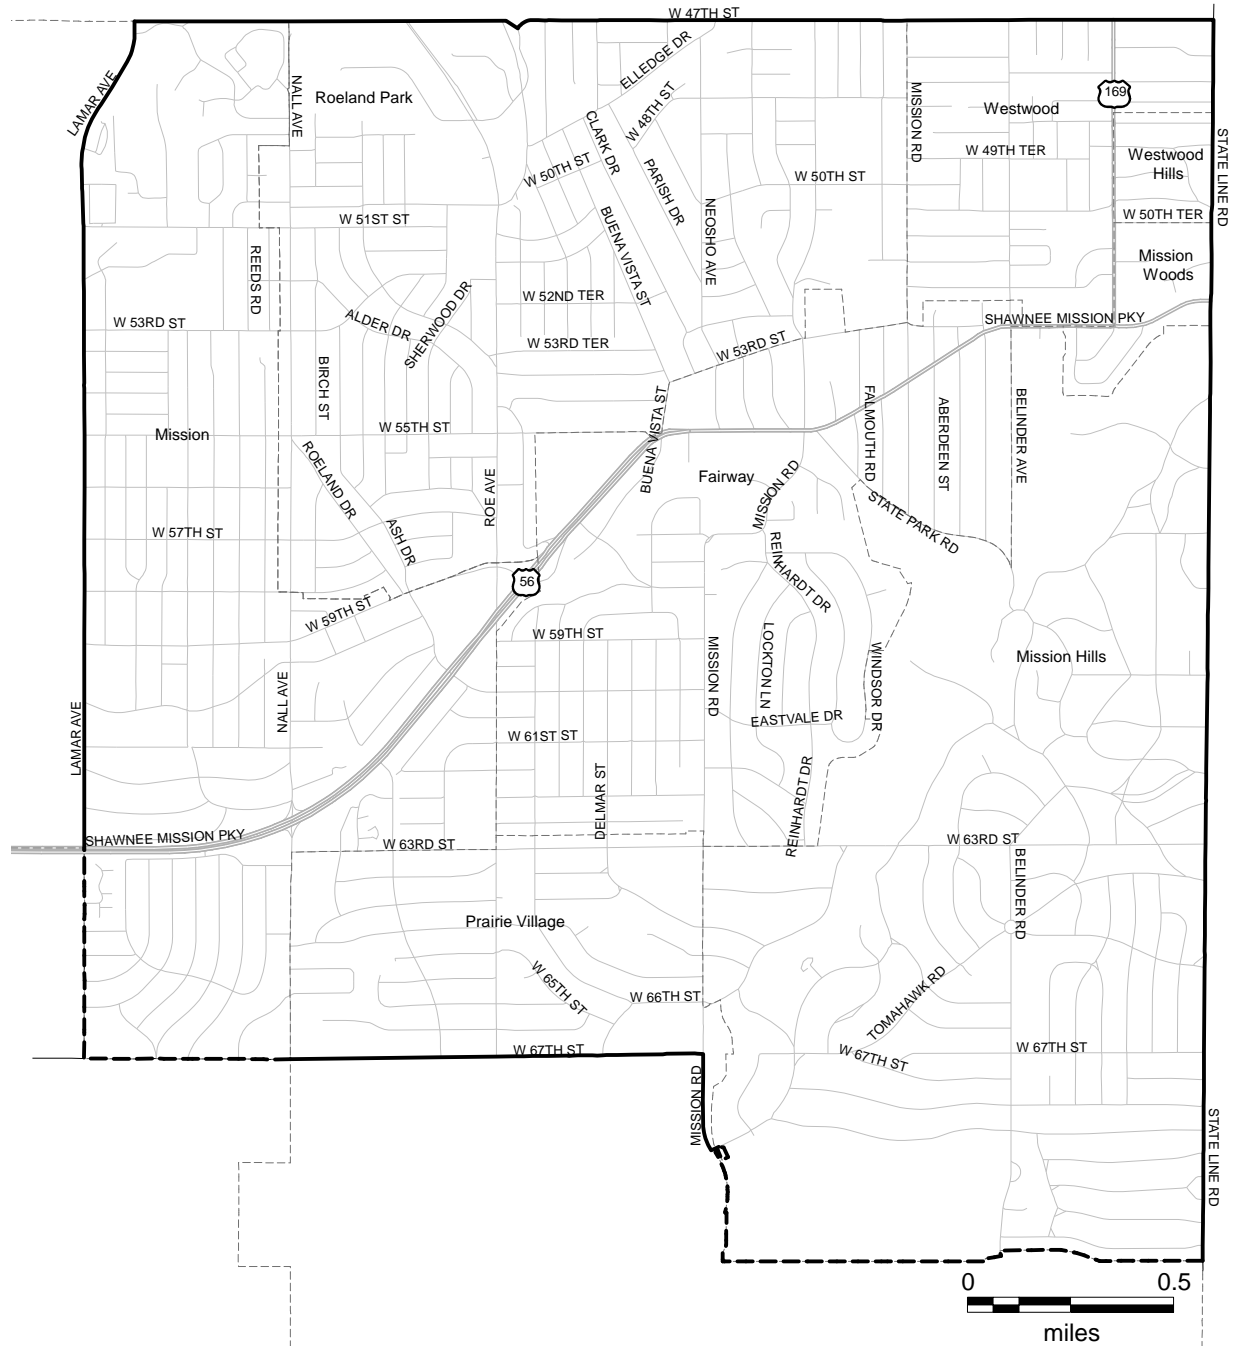 W 47TH ST
ELLEDGE DR
LAMAR AVE
NALL AVE
Roeland Park
W 48TH ST
MISSION RD
Westwood
169
CLARK DR
W 49TH TER
Westwood
Hills
STATE LINE RD
W 50TH ST
PARISH DR
W 50TH ST
W 51ST ST
BUENA VISTA ST
NEOSHO AVE
W 50TH TER
REEDS RD
Mission
Woods
W 52ND TER
W 53RD ST
ALDER DR
SHERWOOD DR
W 53RD TER
W 53RD ST
SHAWNEE MISSION PKY
BIRCH ST
BUENA VISTA ST
FALMOUTH RD
ABERDEEN ST
BELINDER AVE
Mission
W 55TH ST
ROELAND DR
ROE AVE
Fairway
MISSION RD
STATE PARK RD
W 57TH ST
ASH DR
REINHARDT DR
56
W 59TH ST
W 59TH ST
MISSION RD
LOCKTON LN
WINDSOR DR
Mission Hills
NALL AVE
EASTVALE DR
LAMAR AVE
W 61ST ST
DELMAR ST
REINHARDT DR
SHAWNEE MISSION PKY
W 63RD ST
W 63RD ST
BELINDER RD
Prairie Village
W 65TH ST
W 66TH ST
TOMAHAWK RD
W 67TH ST
W 67TH ST
W 67TH ST
MISSION RD
STATE LINE RD
0 0.5
miles